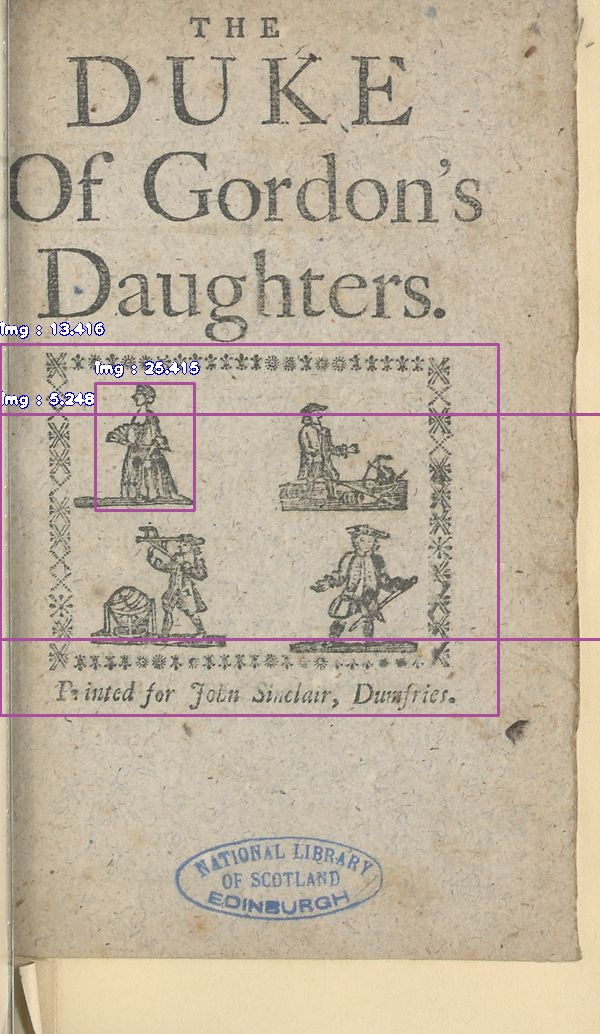 THE
DUKE
Of Gordon's
Daughters.
img : 13.416
img : 25.415
img : 5.248
Printed for John Sinclair, Dumfries.
NATIONAL LIBRARY
OF SCOTLAND
EDINBURGH